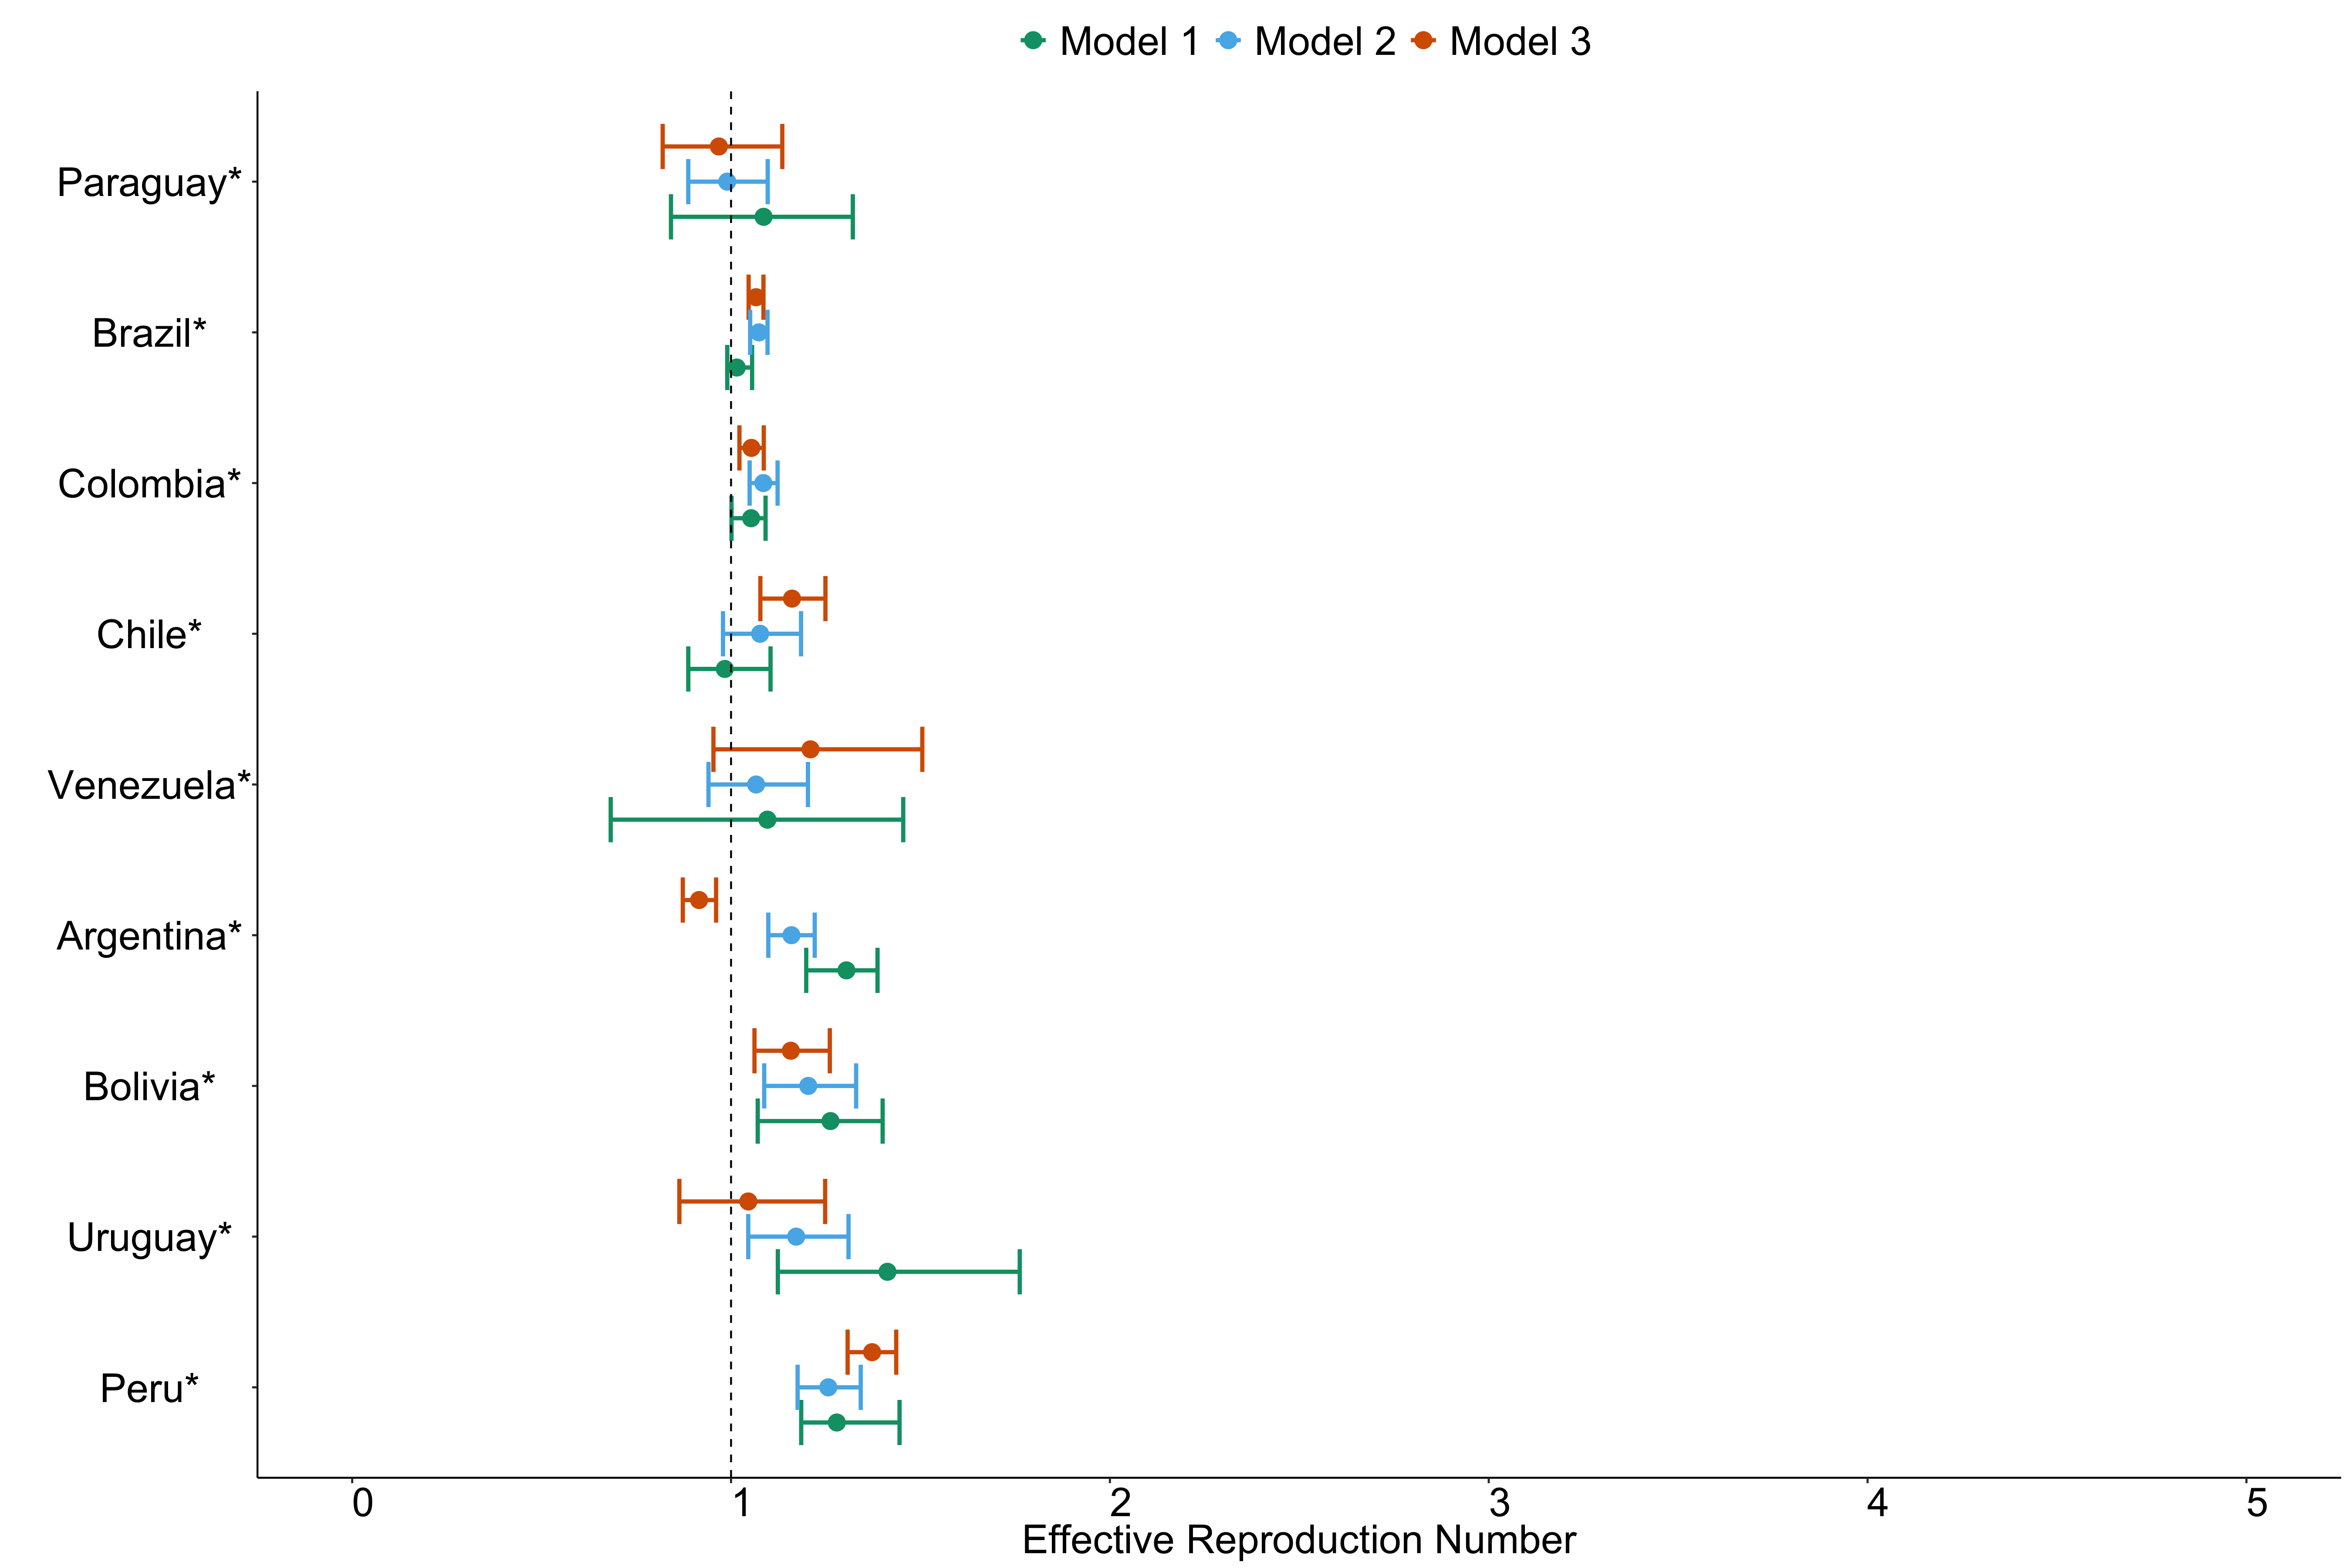 Model 1 Model 2 Model 3
Paraguay*
Brazil*
Colombia*
Chile*
Venezuela*
Argentina*
Bolivia*
Uruguay*
Peru*
0 1 2 3 4 5
Effective Reproduction Number